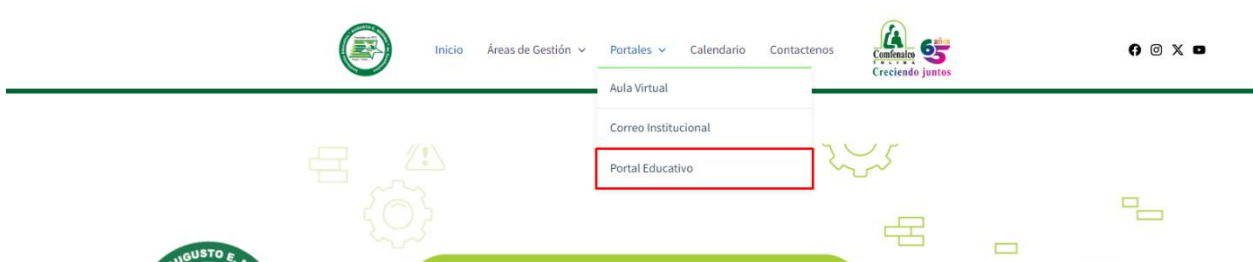 Inicio Áreas de Gestión Portales Calendario Contactenos
Comfenalco
TOLIMA
65 años
Creciendo juntos
Aula Virtual
Correo Institucional
Portal Educativo
AUGUSTO E.